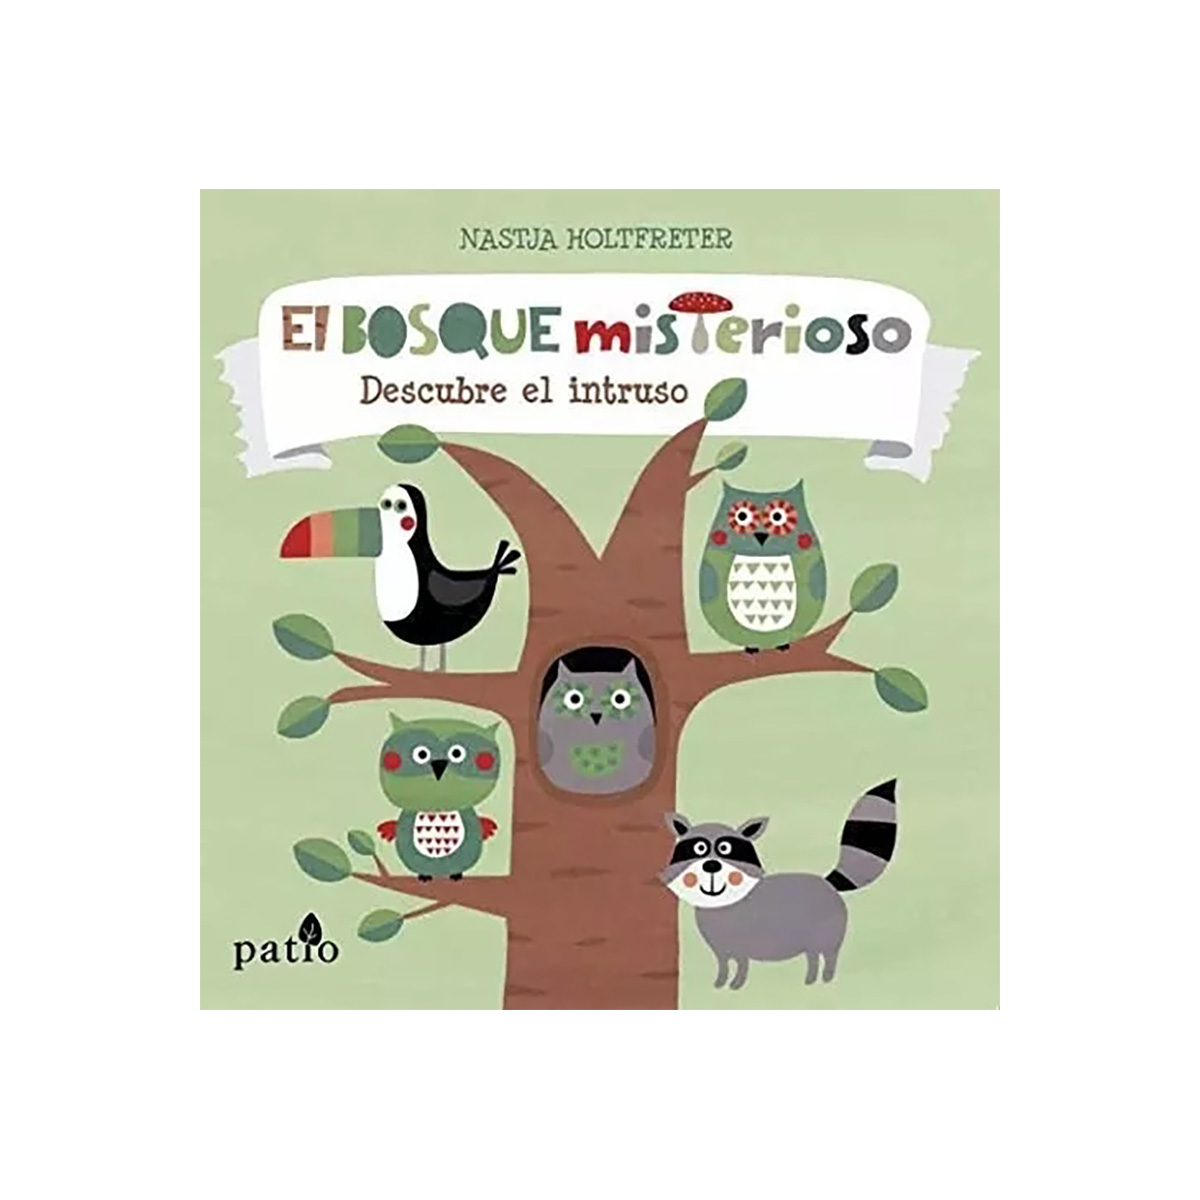 NASTJA HOLTFRETER
El BOSQUE misTerioso
Descubre el intruso
patio